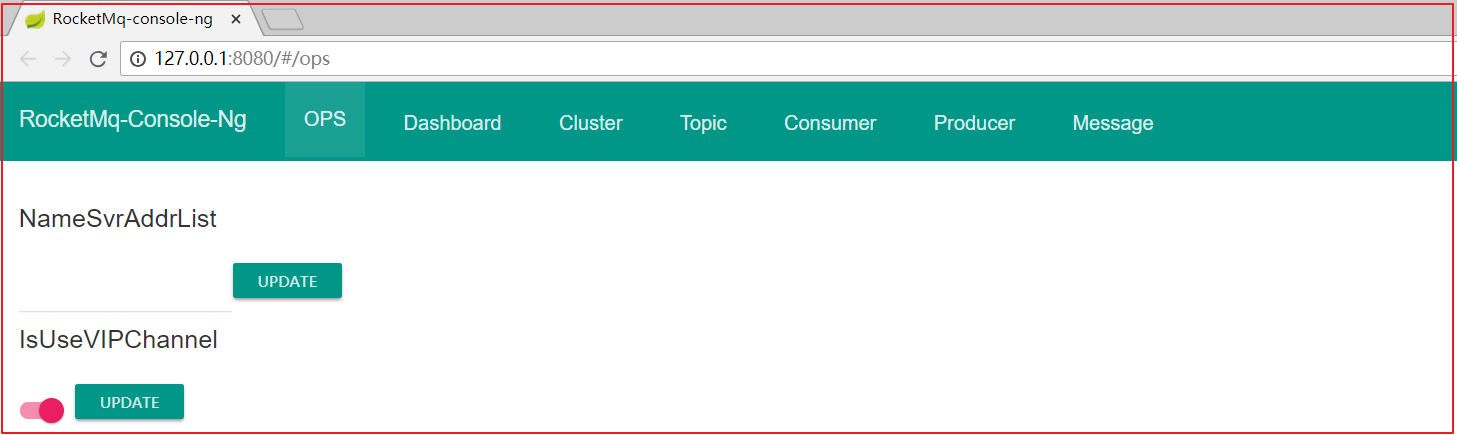 RocketMq-console-ng
127.0.0.1:8080/#/ops
RocketMq-Console-Ng OPS Dashboard Cluster Topic Consumer Producer Message
NameSvrAddrList
UPDATE
IsUseVIPChannel
UPDATE